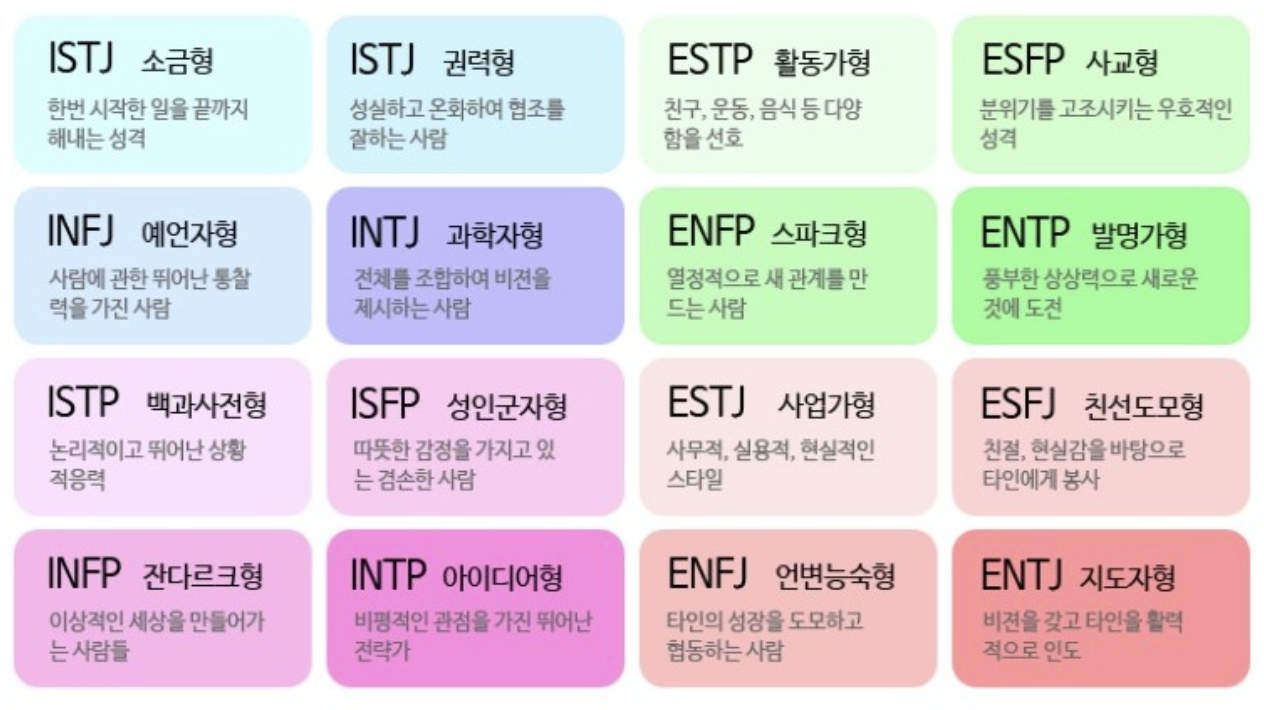 ISTJ 소금형
한번 시작한 일을 끝까지
해내는 성격
ISTJ 권력형
성실하고 온화하여 협조를
잘하는 사람
ESTP 활동가형
친구, 운동, 음식 등 다양
함을 선호
ESFP 사교형
분위기를 고조시키는 우호적인
성격
INFJ 예언자형
사람에 관한 뛰어난 통찰
력을 가진 사람
INTJ 과학자형
전체를 조합하여 비젼을
제시하는 사람
ENFP 스파크형
열정적으로 새 관계를 만
드는 사람
ENTP 발명가형
풍부한 상상력으로 새로운
것에 도전
ISTP 백과사전형
논리적이고 뛰어난 상황
적응력
ISFP 성인군자형
따뜻한 감정을 가지고 있
는 겸손한 사람
ESTJ 사업가형
사무적, 실용적, 현실적인
스타일
ESFJ 친선도모형
친절, 현실감을 바탕으로
타인에게 봉사
INFP 잔다르크형
이상적인 세상을 만들어가
는 사람들
INTP 아이디어형
비평적인 관점을 가진 뛰어난
전략가
ENFJ 언변능숙형
타인의 성장을 도모하고
협동하는 사람
ENTJ 지도자형
비젼을 갖고 타인을 활력
적으로 인도